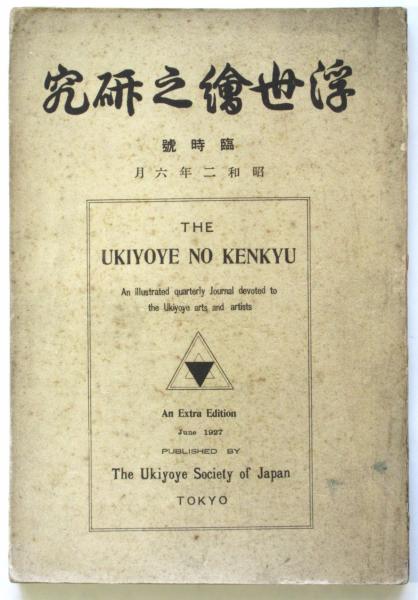 浮世繪之研究
臨時號
昭和二年六月
THE
UKIYOYE NO KENKYU
An illustrated quarterly Journal devoted to
the Ukiyoye arts and artists
An Extra Edition
June 1927
PUBLISHED BY
The Ukiyoye Society of Japan
TOKYO